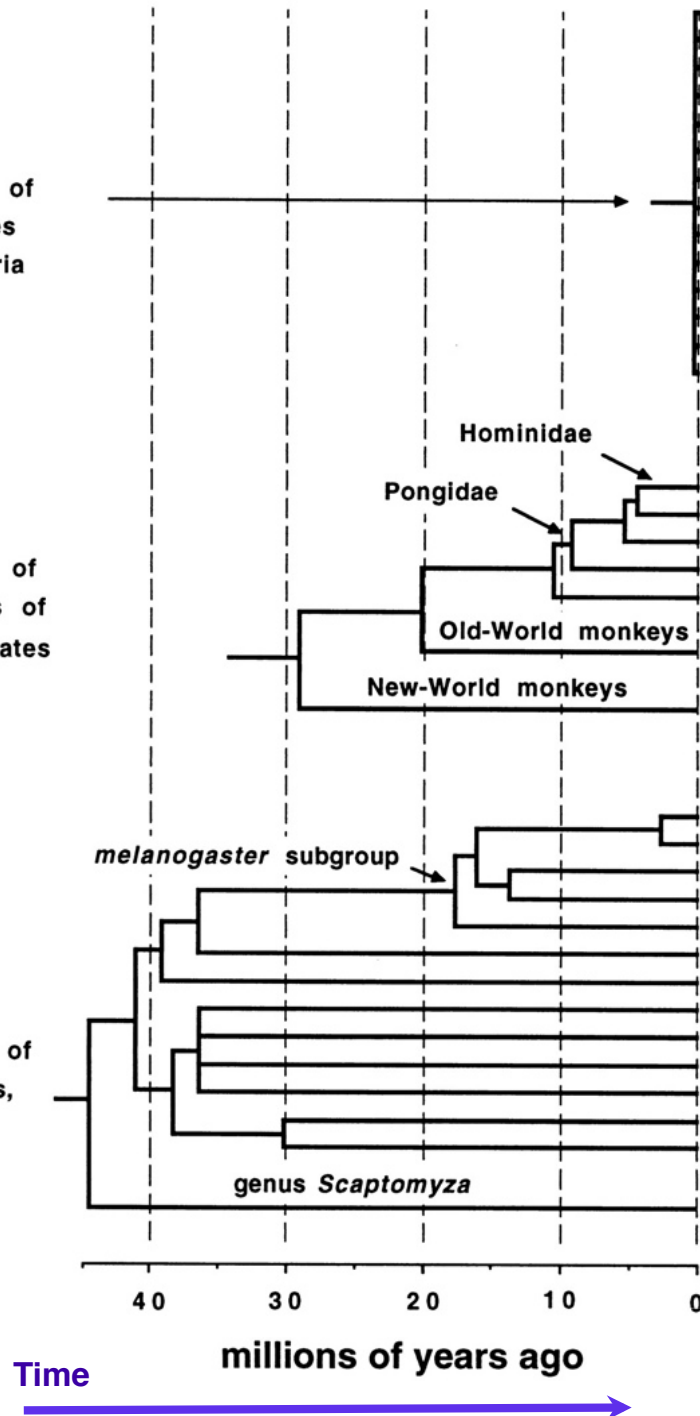 of
es
ria
Hominidae
Pongidae
of
s of
ates
Old-World monkeys
New-World monkeys
melanogaster subgroup
of
s,
genus Scaptomyza
40 30 20 10 0
millions of years ago
Time